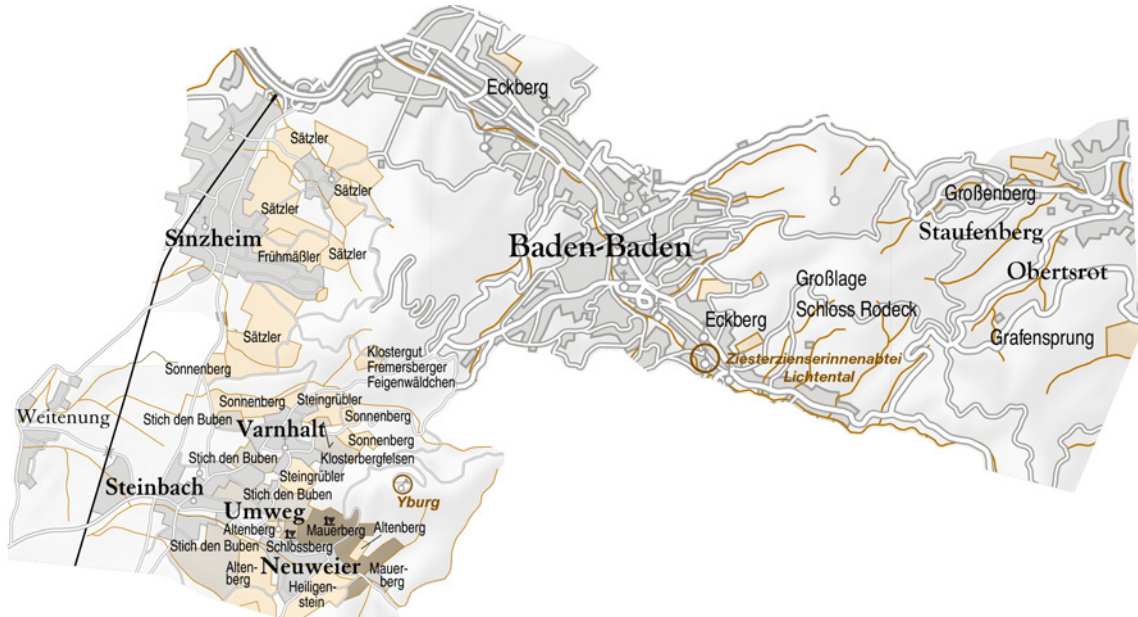 Eckberg
Sätzler
Sätzler
Sätzler
Großenberg
Staufenberg
Sinzheim
Frühmäßler
Sätzler
Baden-Baden
Obertsrot
Großlage
Schloss Rodeck
Eckberg
Sätzler
Grafensprung
Klostergut
Fremersberger
Feigenwäldchen
Ziesterzienserinnenabtei
Lichtental
Sonnenberg
Sonnenberg
Steingrübler
Weitenung
Stich den Buben
Sonnenberg
Varnhalt
Sonnenberg
Stich den Buben
Klosterbergfelsen
Steingrübler
Steinbach
Stich den Buben
Yburg
Umweg
Altenberg
1v
1v
Mauerberg
Altenberg
Stich den Buben
Schlossberg
Neuweier
Alten-
berg
Mauer-
berg
Heiligen-
stein